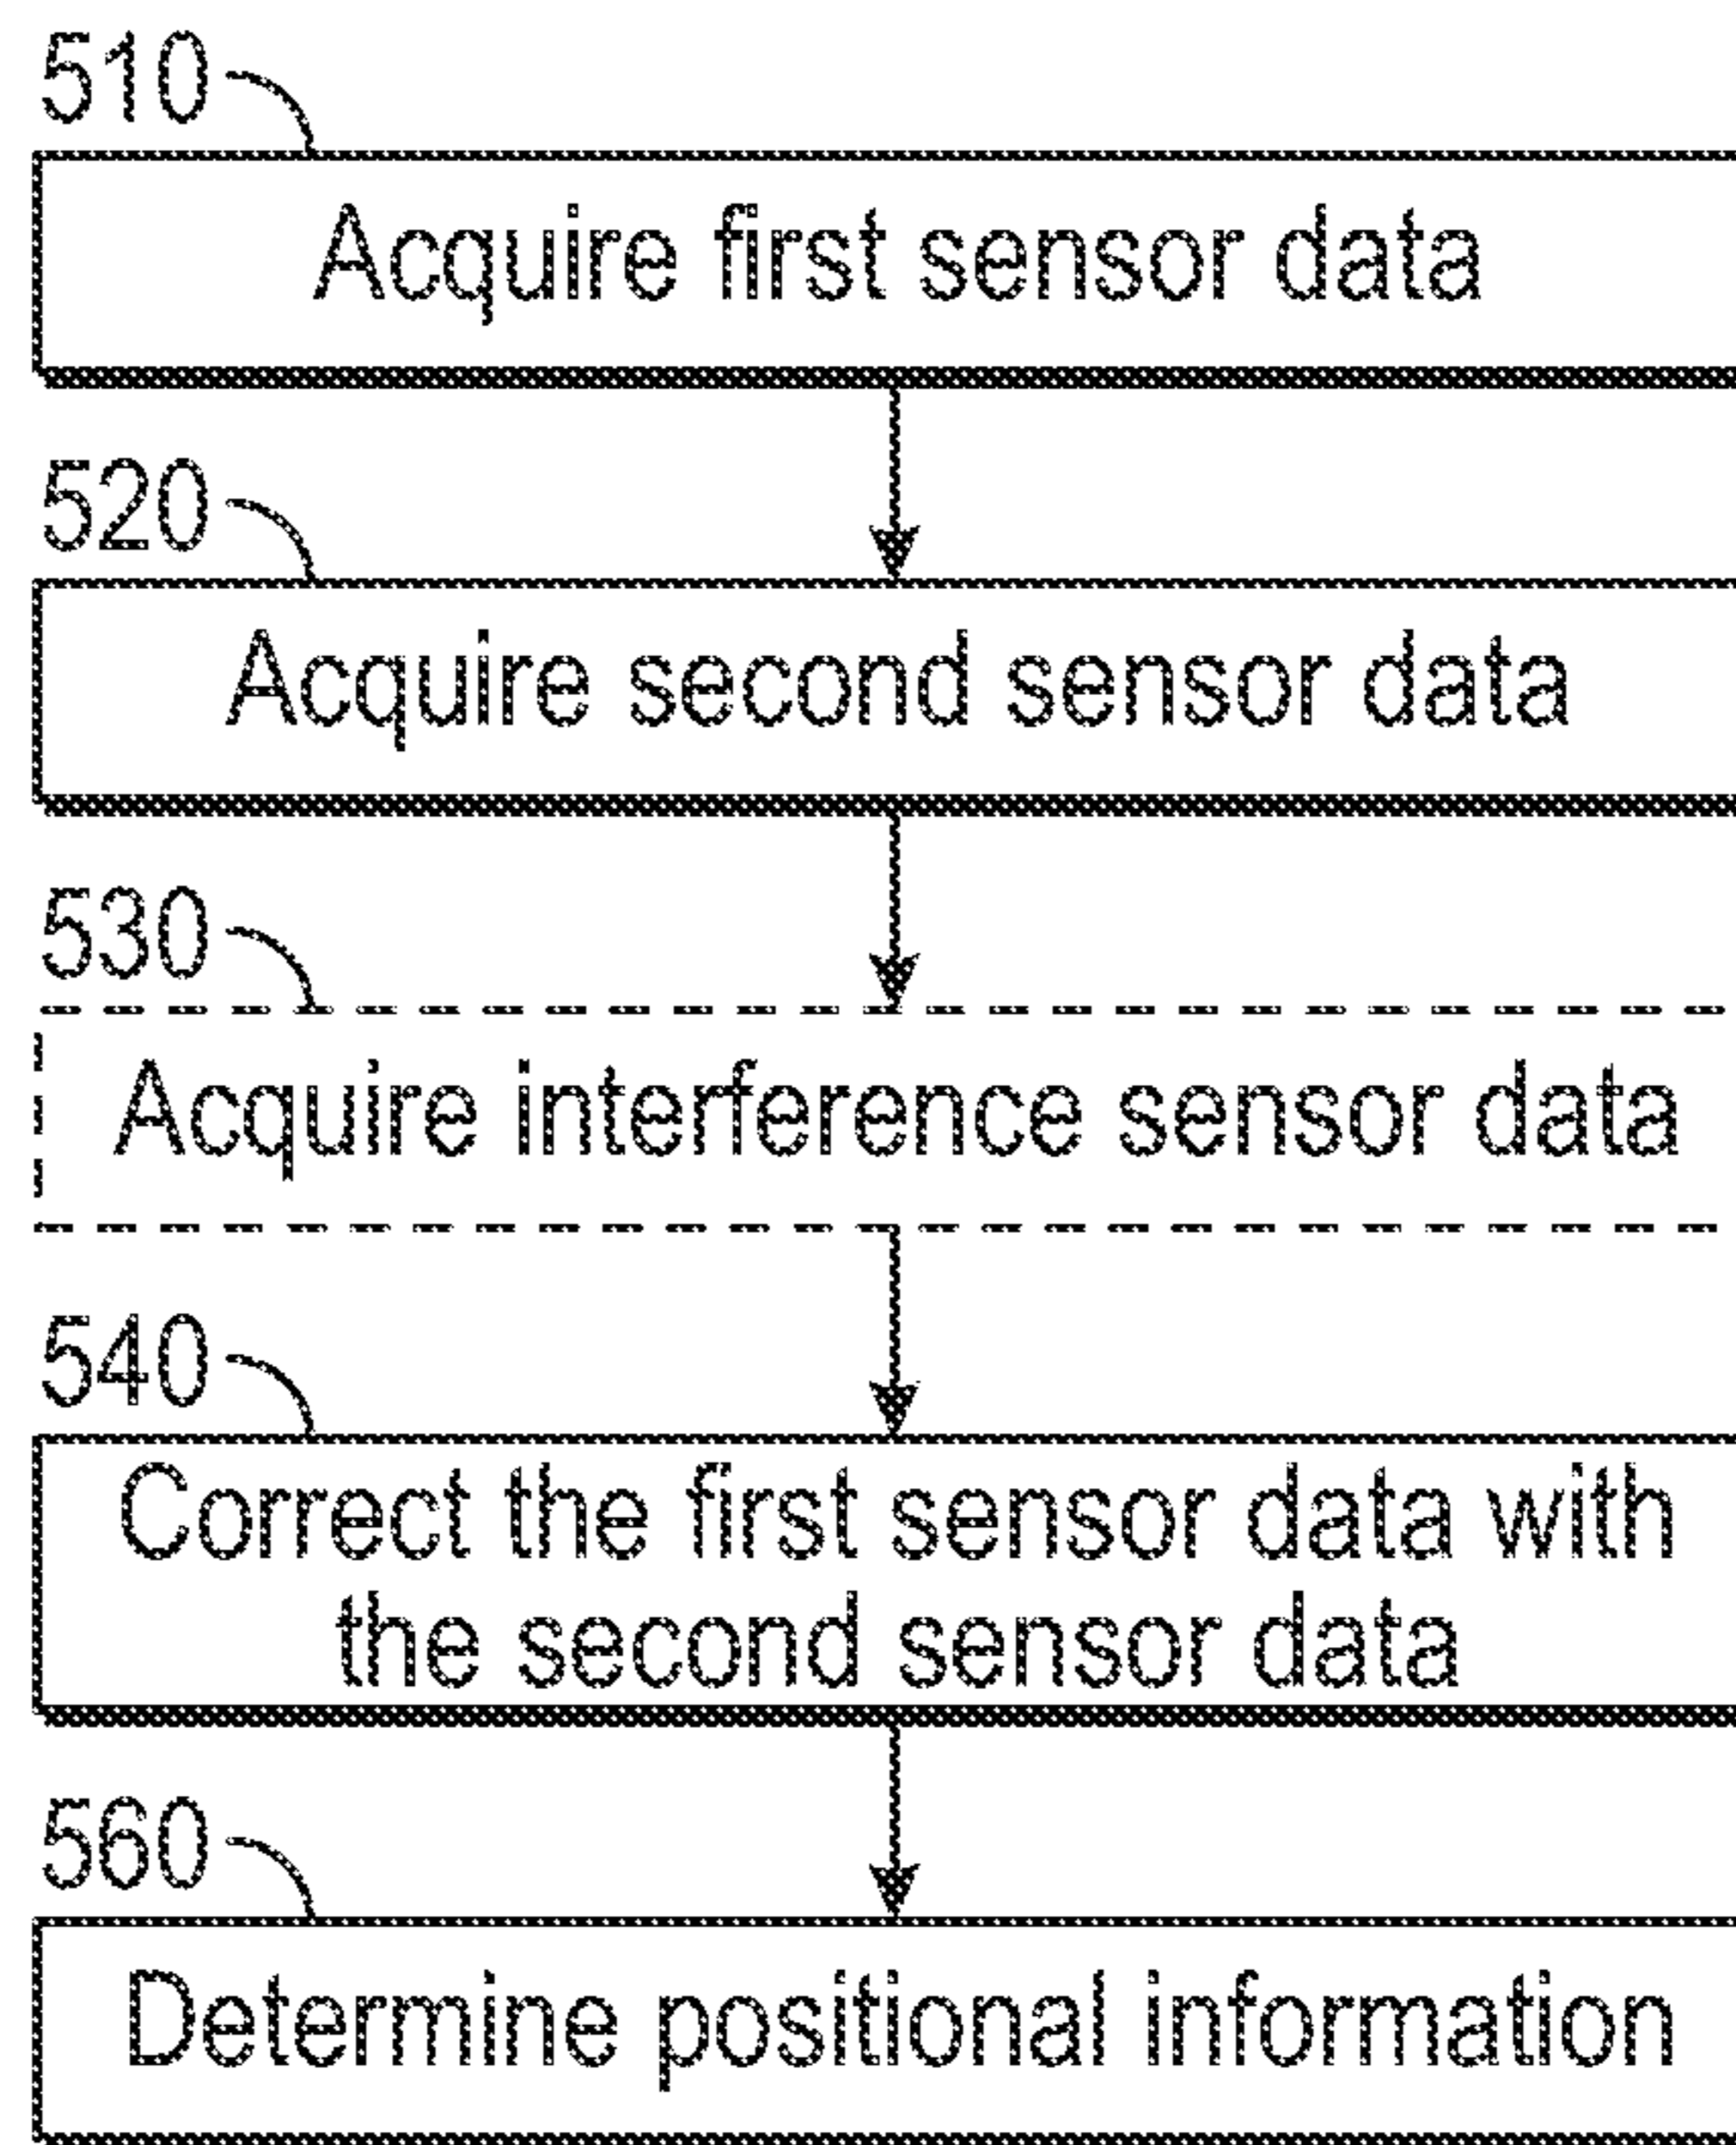 510
Acquire first sensor data
520
Acquire second sensor data
530
Acquire interference sensor data
540
Correct the first sensor data with
the second sensor data
560
Determine positional information